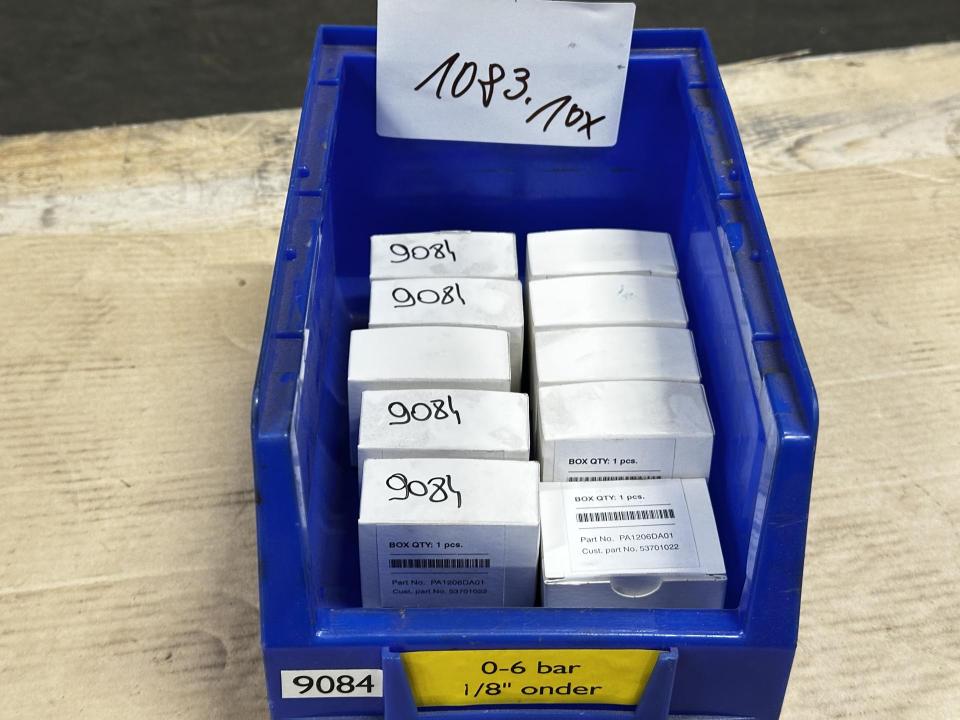 1083. 10x
9084
9084
9084
BOX QTY: 1 pcs.
9084
BOX QTY: 1 pcs.
Part No. PA1206DA01
Cust. part No. 53701022
BOX QTY: 1 pcs.
Part No. PA1206DA01
Cust. part No. 53701022
9084
0-6 bar
1/8" onder